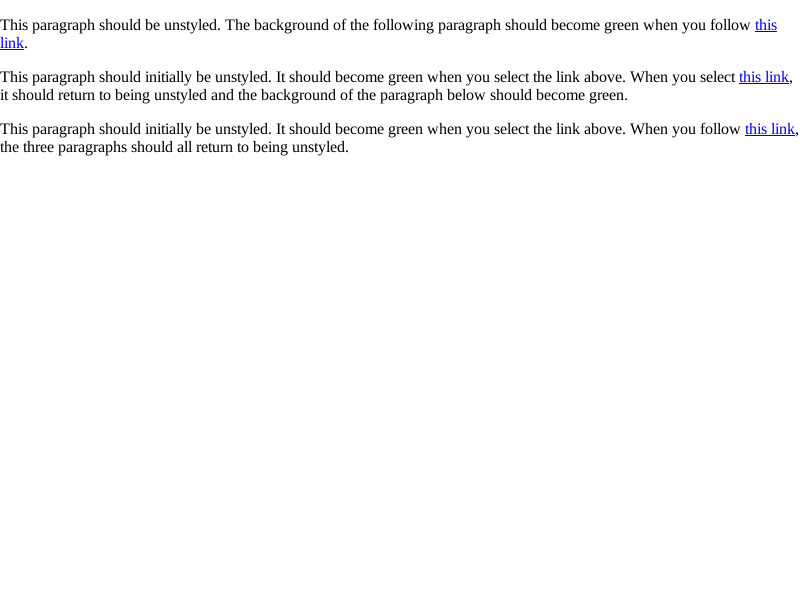 This paragraph should be unstyled. The background of the following paragraph should become green when you follow this
link.
This paragraph should initially be unstyled. It should become green when you select the link above. When you select this link,
it should return to being unstyled and the background of the paragraph below should become green.
This paragraph should initially be unstyled. It should become green when you select the link above. When you follow this link,
the three paragraphs should all return to being unstyled.